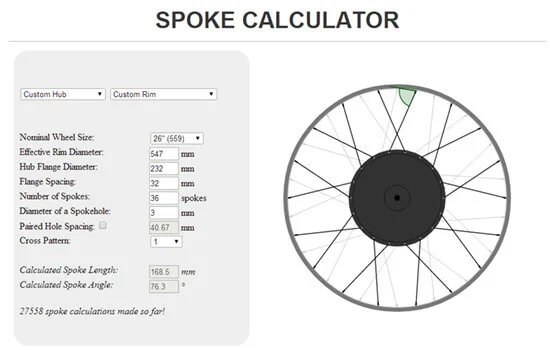 SPOKE CALCULATOR
Custom Hub Custom Rim
Nominal Wheel Size: 26" (559)
Effective Rim Diameter: 547 mm
Hub Flange Diameter: 232 mm
Flange Spacing: 32 mm
Number of Spokes: 36 spokes
Diameter of a Spokehole: 3 mm
Paired Hole Spacing: 40.67 mm
Cross Pattern: 1
Calculated Spoke Length: 168.5 mm
Calculated Spoke Angle: 76.3 °
27558 spoke calculations made so far!